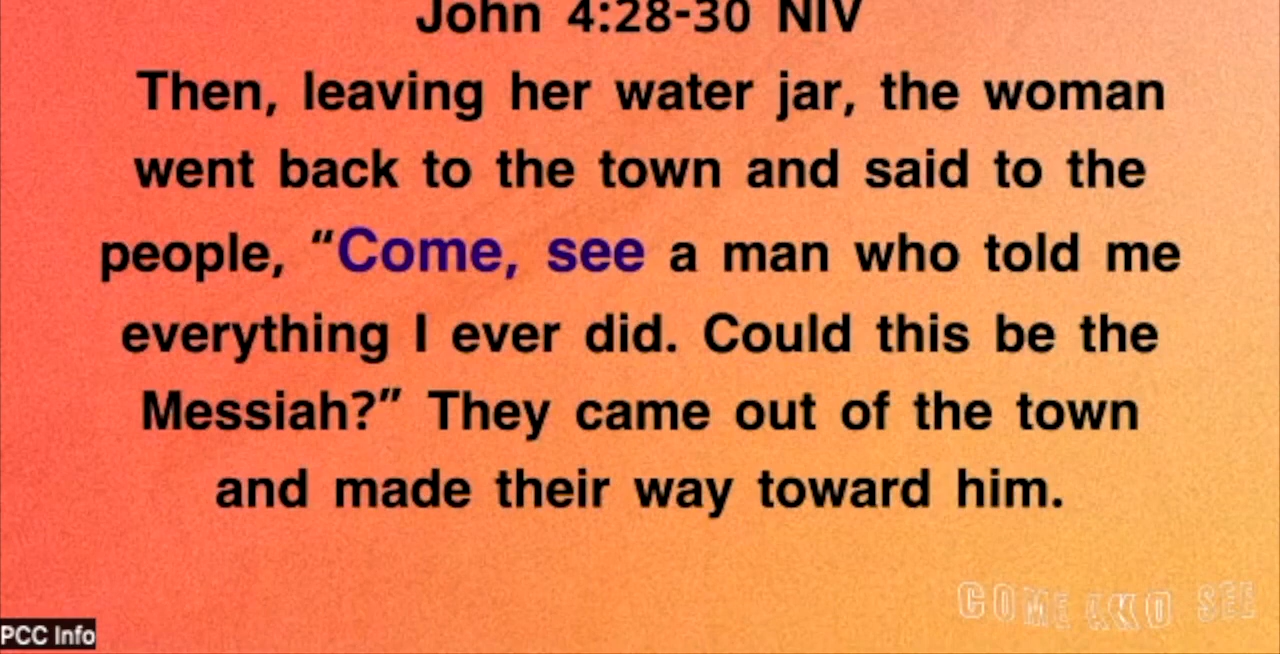 John 4:28-30 NIV
Then, leaving her water jar, the woman
went back to the town and said to the
people, “Come, see a man who told me
everything I ever did. Could this be the
Messiah?” They came out of the town
and made their way toward him.
COME AND SEE
PCC Info